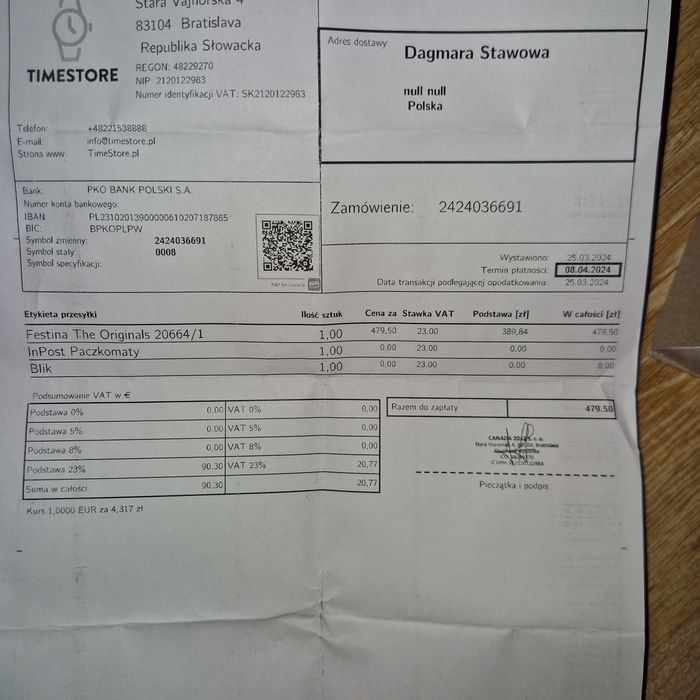 Stara Vajnorská 4
83104 Bratislava
Republika Słowacka
TIMESTORE
REGON: 48229270
NIP: 2120122983
Numer identyfikacji VAT: SK2120122983
Telefon: +48221538888
E-mail: info@timestore.pl
Strona www: TimeStore.pl
Adres dostawy
Dagmara Stawowa
null null
Polska
Bank: PKO BANK POLSKI S.A.
Numer konta bankowego
IBAN: PL23102013900000610207187885
BIC: BPKOPLPW
Symbol zmienny: 2424036691
Symbol stały 0008
Symbol specyfikacji:
Zamówienie: 2424036691
Wystawiono: 25.03.2024
Termin płatności: 08.04.2024
Data transakcji podlegającej opodatkowaniu: 25.03.2024
Etykieta przesyłki Ilość sztuk Cena za Stawka VAT Podstawa [zł] W całości [zł]
Festina The Originals 20664/1 1,00 479,50 23.00 389,84 479,50
InPost Paczkomaty 1,00 0,00 23.00 0,00 0,00
Blik 1,00 0,00 23.00 0,00 0,00
Podsumowanie VAT w €
Podstawa 0% 0,00 VAT 0% 0,00
Podstawa 5% 0,00 VAT 5% 0,00
Podstawa 8% 0,00 VAT 8% 0,00
Podstawa 23% 90,30 VAT 23% 20,77
Suma w całości 90,30 20,77
Kurs 1,0000 EUR za 4,317 zł
Razem do zapłaty 479,50
Pieczątka i podpis